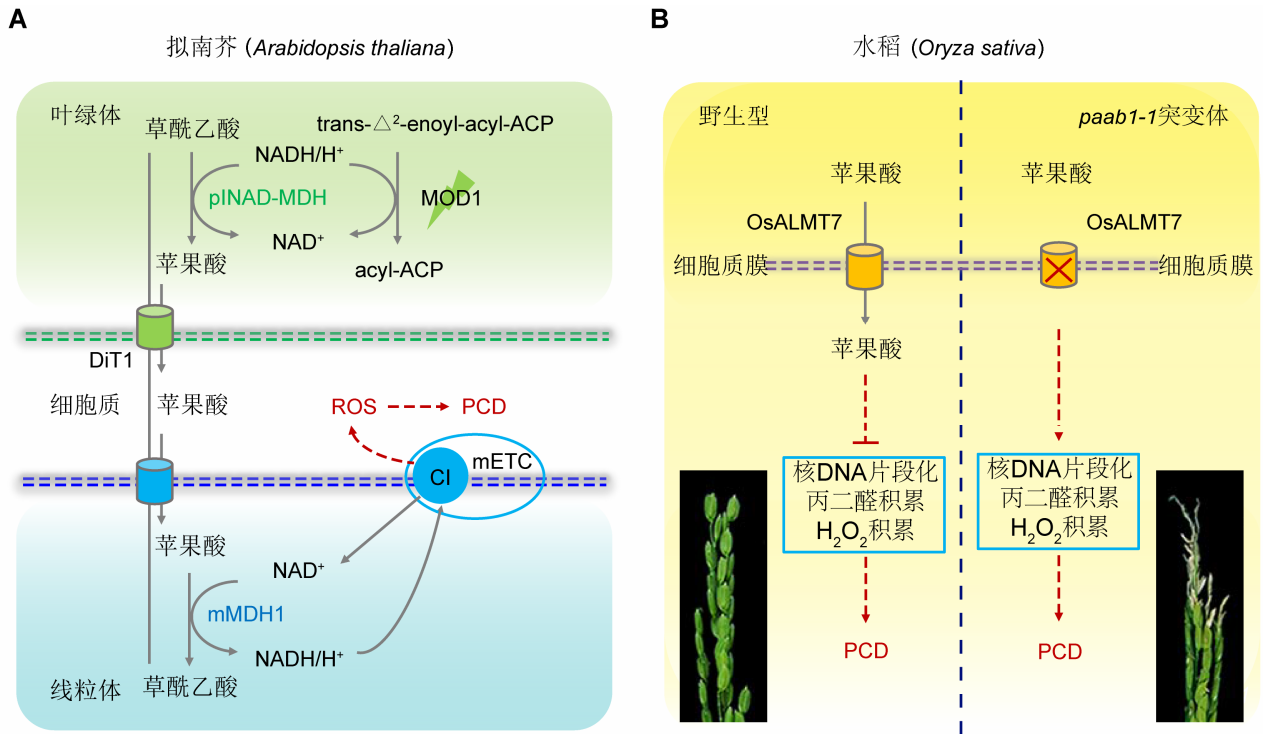 A
拟南芥 (Arabidopsis thaliana)
叶绿体
草酰乙酸
trans-△²-enoyl-acyl-ACP
NADH/H⁺
plNAD-MDH
MOD1
NAD⁺
苹果酸
acyl-ACP
DiT1
细胞质
苹果酸
ROS
PCD
CI
mETC
苹果酸
NAD⁺
mMDH1
NADH/H⁺
线粒体
草酰乙酸
B
水稻 (Oryza sativa)
野生型
paab1-1突变体
苹果酸
苹果酸
OsALMT7
OsALMT7
细胞质膜
细胞质膜
苹果酸
核DNA片段化
丙二醛积累
H₂O₂积累
核DNA片段化
丙二醛积累
H₂O₂积累
PCD
PCD